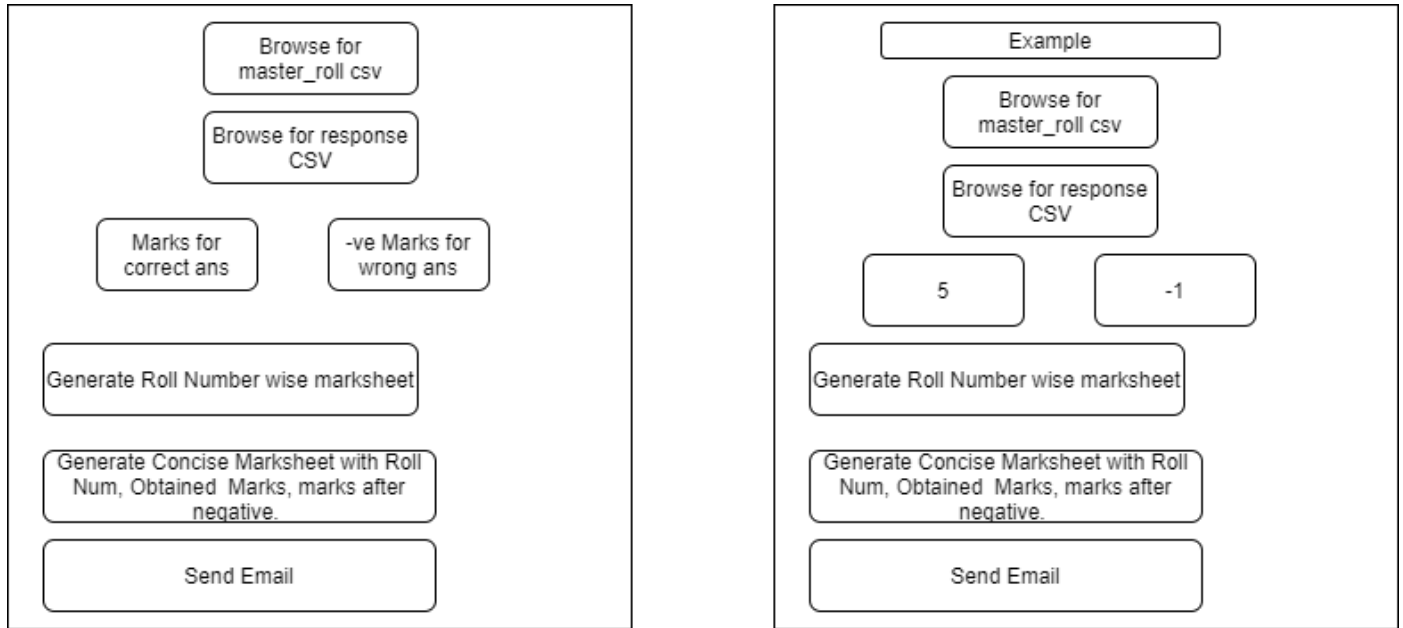 Browse for
master_roll csv
Browse for response
CSV
Marks for
correct ans
-ve Marks for
wrong ans
Generate Roll Number wise marksheet
Generate Concise Marksheet with Roll
Num, Obtained  Marks, marks after
negative.
Send Email
Example
Browse for
master_roll csv
Browse for response
CSV
5
-1
Generate Roll Number wise marksheet
Generate Concise Marksheet with Roll
Num, Obtained  Marks, marks after
negative.
Send Email